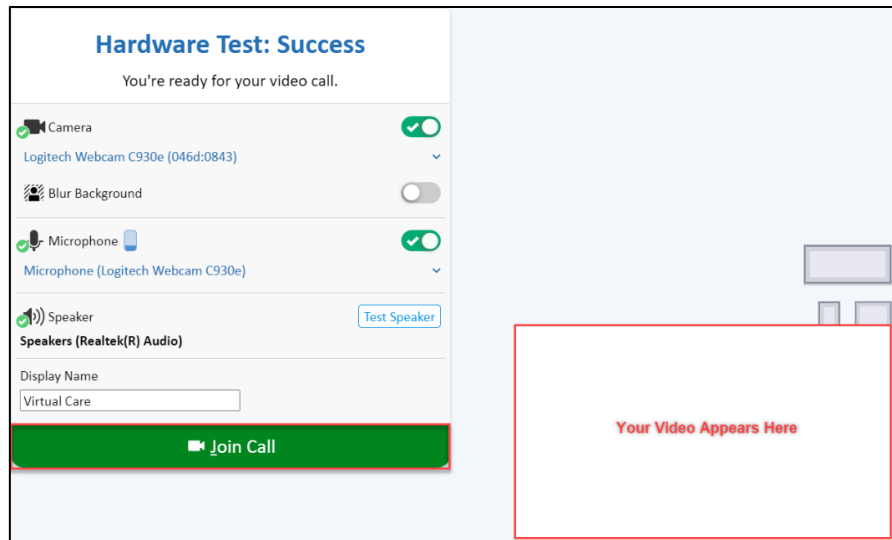 Hardware Test: Success
You're ready for your video call.
Camera
Logitech Webcam C930e (046d:0843)
Blur Background
Microphone
Microphone (Logitech Webcam C930e)
Speaker
Test Speaker
Speakers (Realtek(R) Audio)
Display Name
Virtual Care
Join Call
Your Video Appears Here